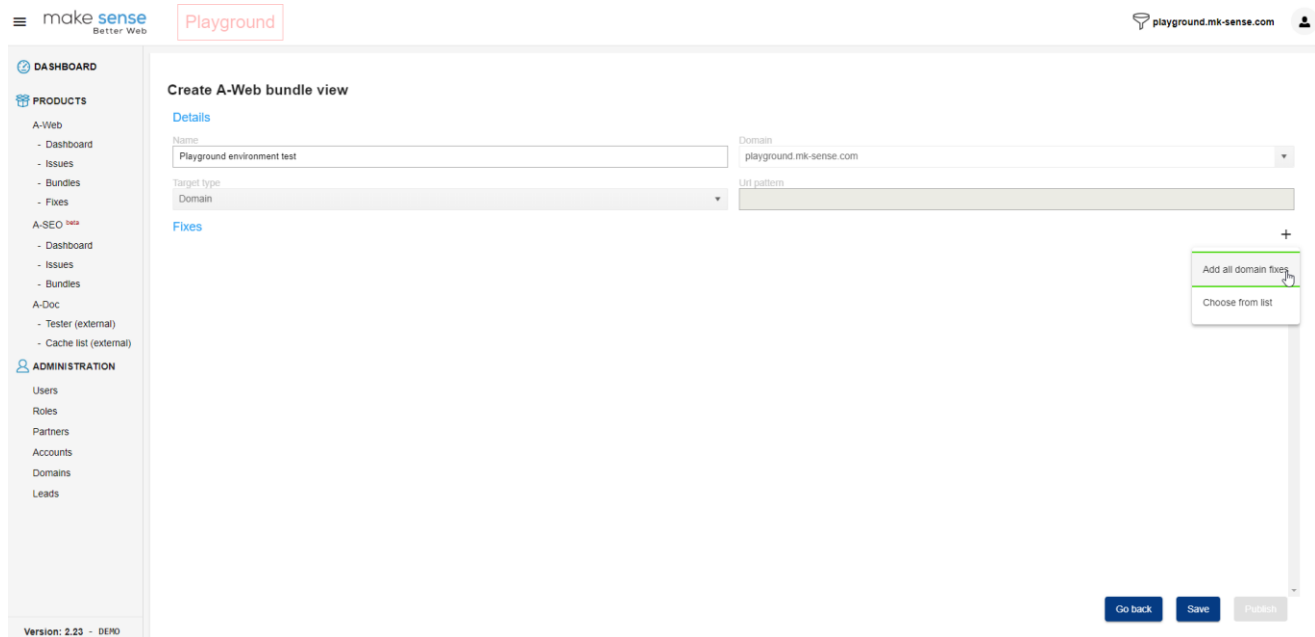 make sense
Better Web
Playground
playground.mk-sense.com
DASHBOARD
PRODUCTS
A-Web
- Dashboard
- Issues
- Bundles
- Fixes
A-SEO beta
- Dashboard
- Issues
- Bundles
A-Doc
- Tester (external)
- Cache list (external)
ADMINISTRATION
Users
Roles
Partners
Accounts
Domains
Leads
Version: 2.23 - DEMO
Create A-Web bundle view
Details
Name
Playground environment test
Domain
playground.mk-sense.com
Target type
Domain
Url pattern
Fixes
+
Add all domain fixes
Choose from list
Go back
Save
Publish